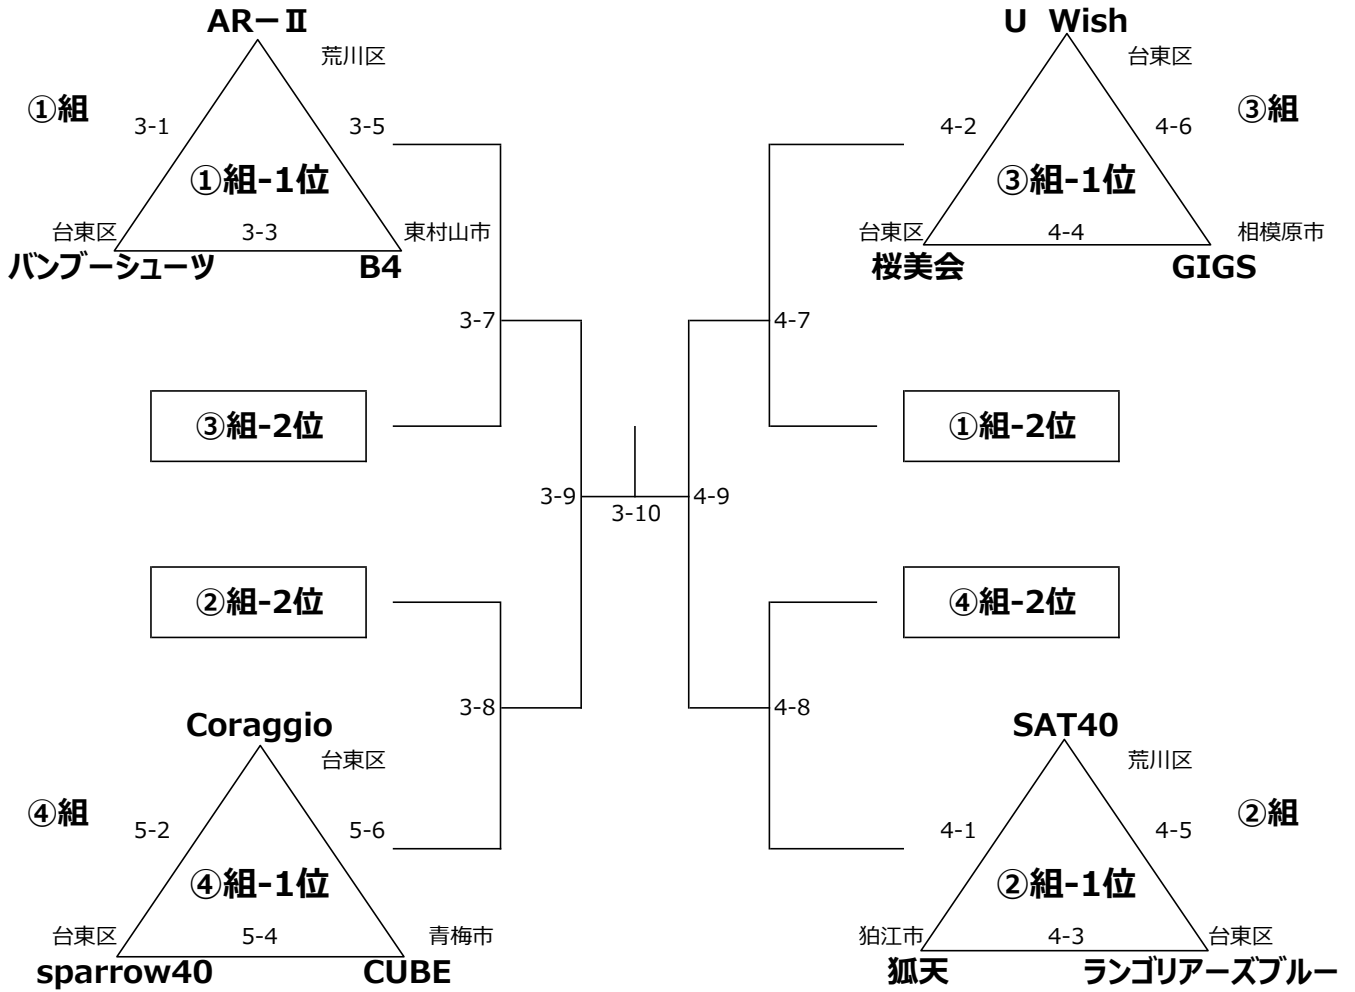 AR－Ⅱ
荒川区
①組
3-1
3-5
①組-1位
台東区
3-3
東村山市
バンブーシューツ
B4
U　Wish
台東区
③組
4-2
4-6
③組-1位
台東区
4-4
相模原市
桜美会
GIGS
3-7
4-7
③組-2位
①組-2位
3-9
3-10
4-9
②組-2位
④組-2位
3-8
4-8
Coraggio
台東区
④組
5-2
5-6
④組-1位
台東区
5-4
青梅市
sparrow40
CUBE
SAT40
荒川区
②組
4-1
4-5
②組-1位
狛江市
4-3
台東区
狐天
ランゴリアーズブルー